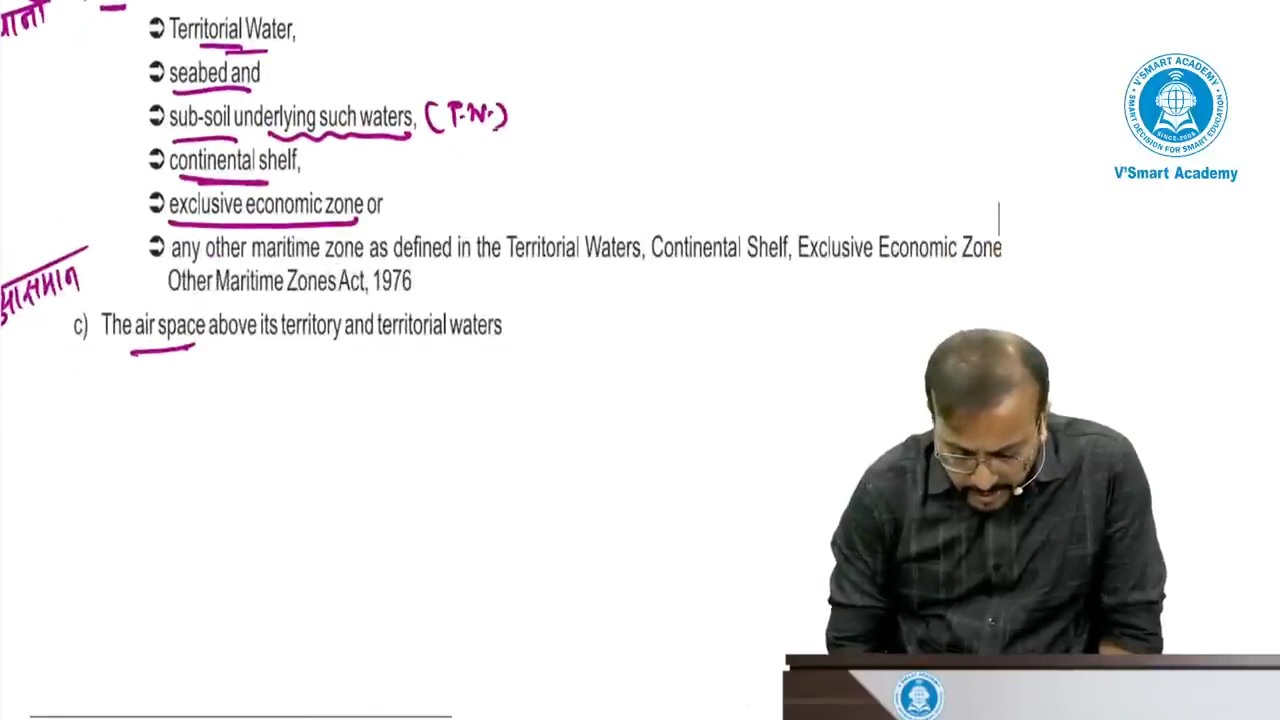 Territorial Water,
seabed and
sub-soil underlying such waters, (P.N.)
continental shelf,
exclusive economic zone or
any other maritime zone as defined in the Territorial Waters, Continental Shelf, Exclusive Economic Zone
Other Maritime Zones Act, 1976
c) The air space above its territory and territorial waters
V'SMART ACADEMY
SMART DECISION FOR SMART EDUCATION
SINCE-2008
V'Smart Academy